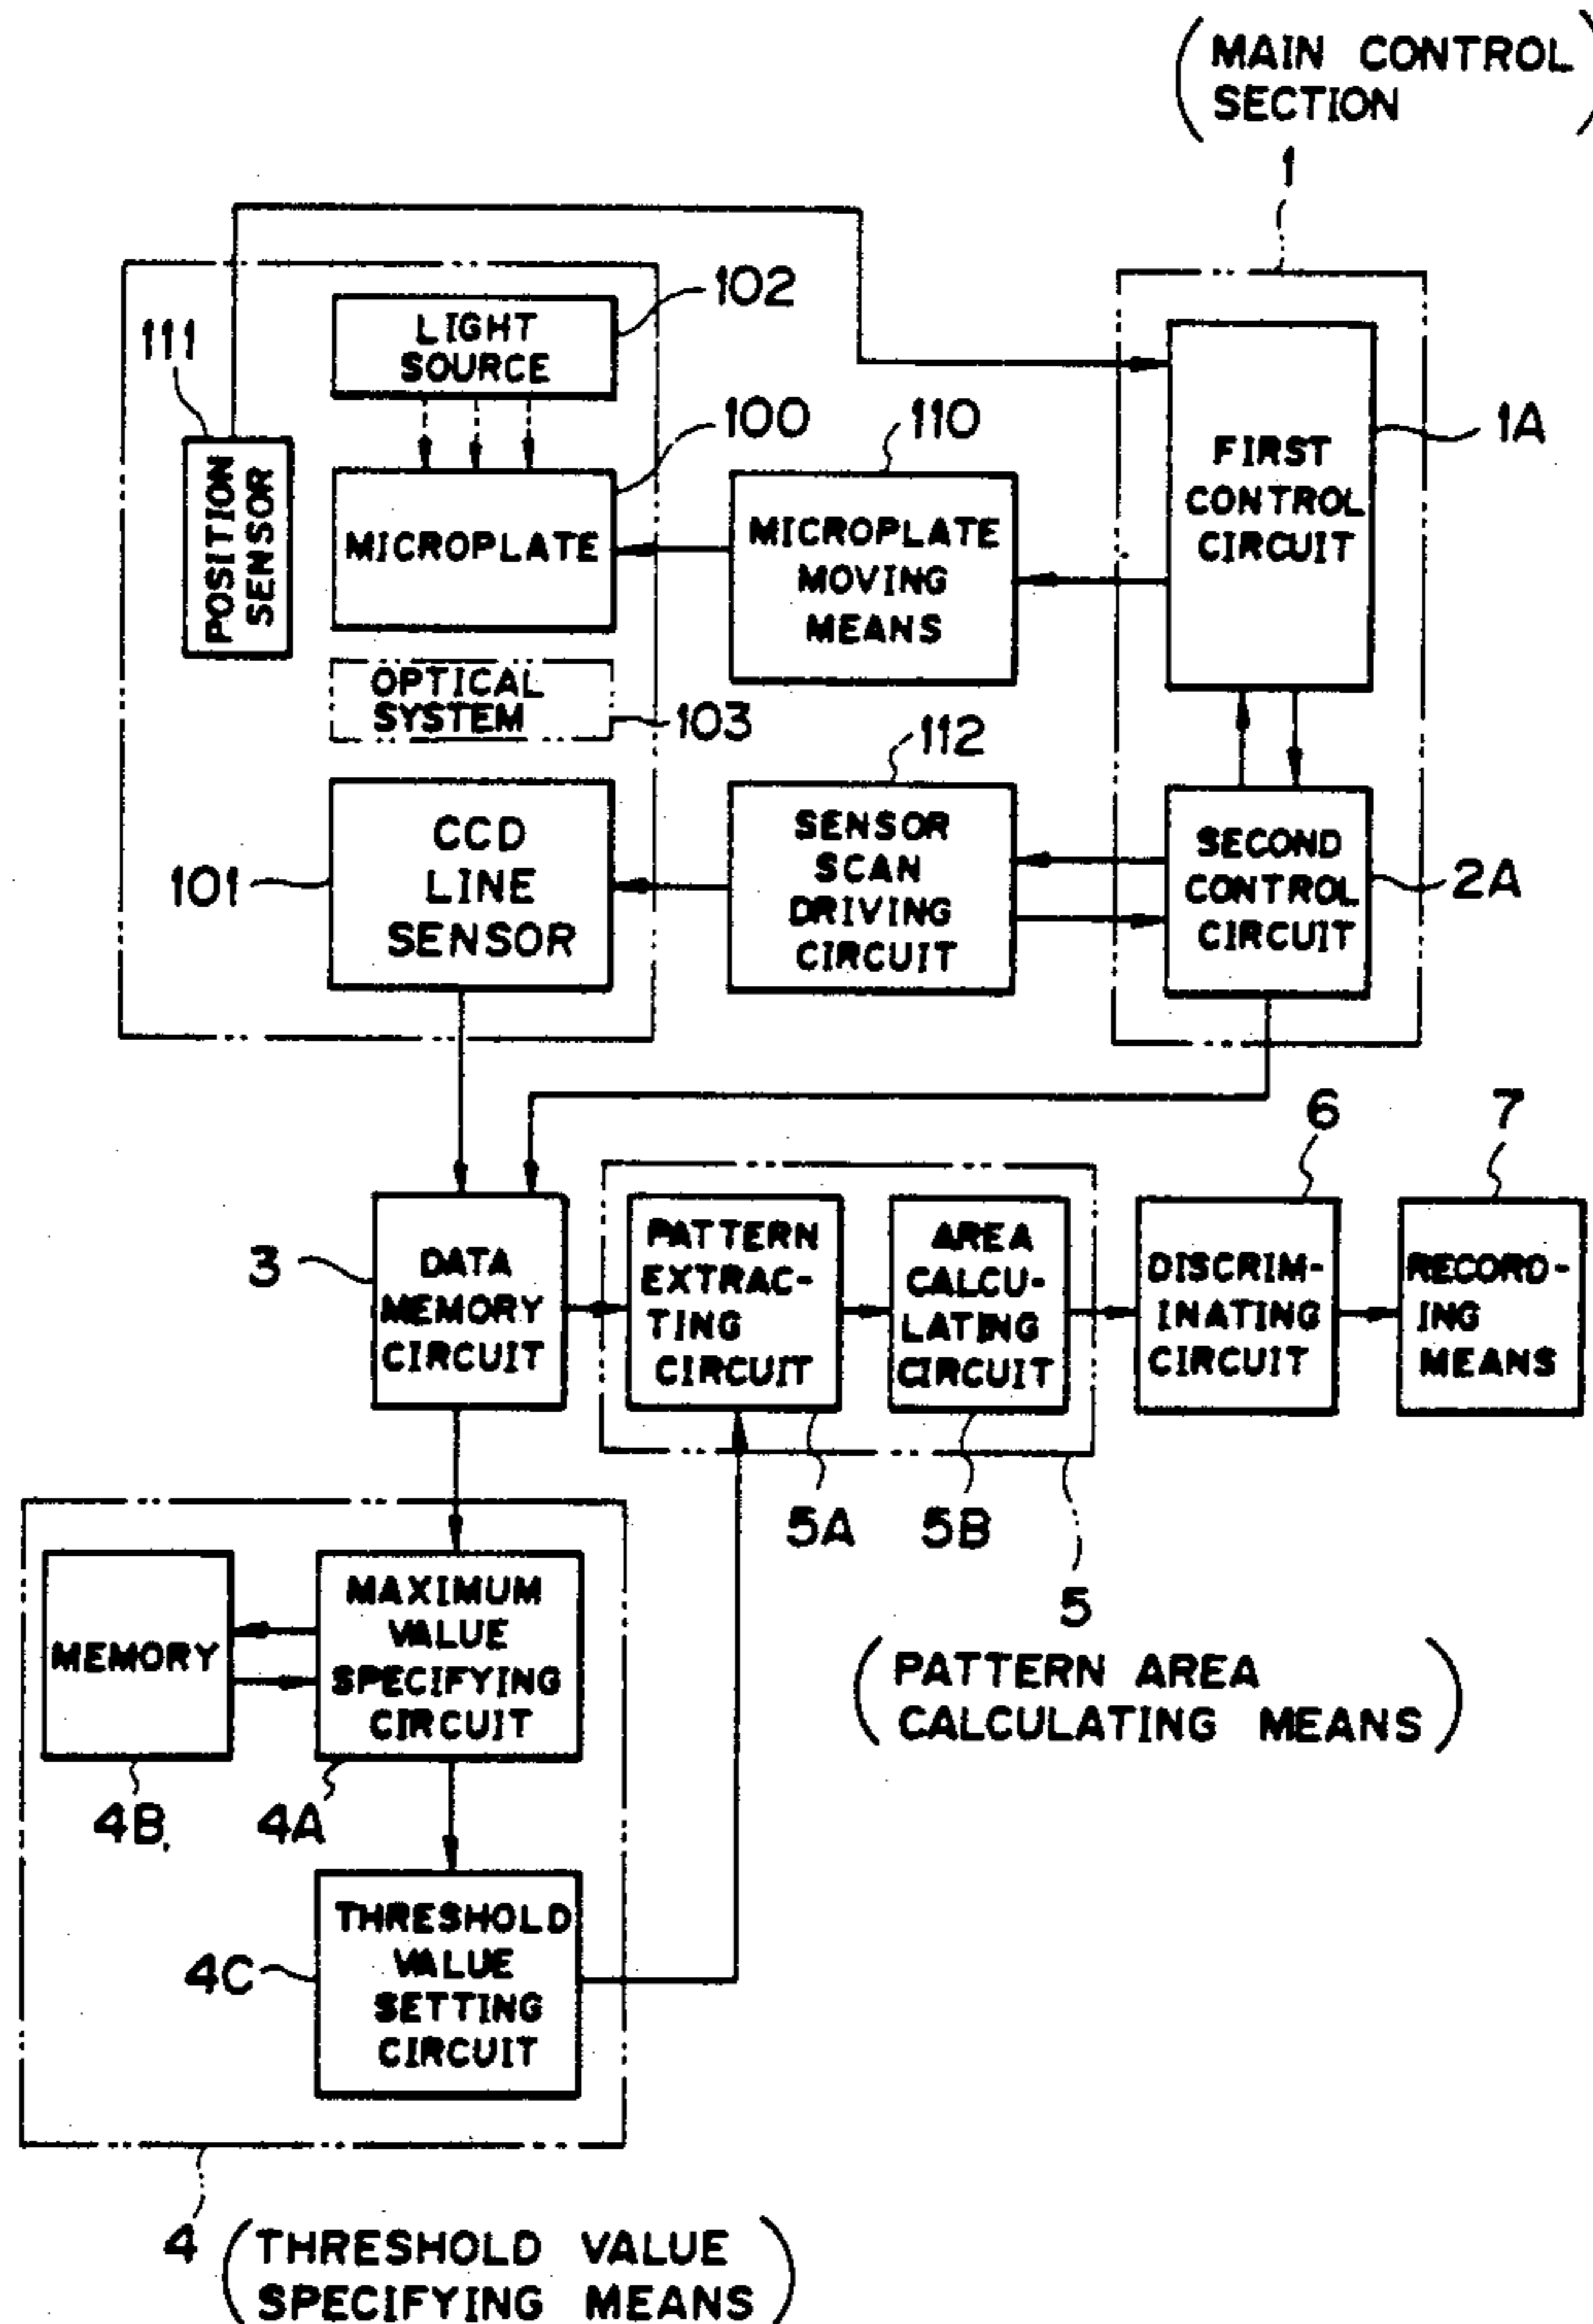 (MAIN CONTROL
SECTION)
1
LIGHT
SOURCE
102
111
POSITION
SENSOR
100
MICROPLATE
110
MICROPLATE
MOVING
MEANS
FIRST
CONTROL
CIRCUIT
1A
OPTICAL
SYSTEM
103
112
CCD
LINE
SENSOR
101
SENSOR
SCAN
DRIVING
CIRCUIT
SECOND
CONTROL
CIRCUIT
2A
6
7
3
DATA
MEMORY
CIRCUIT
PATTERN
EXTRAC-
TING
CIRCUIT
AREA
CALCU-
LATING
CIRCUIT
DISCRIM-
INATING
CIRCUIT
RECORD-
ING
MEANS
5A
5B
5
(PATTERN AREA
CALCULATING MEANS)
MEMORY
MAXIMUM
VALUE
SPECIFYING
CIRCUIT
4B
4A
4C
THRESHOLD
VALUE
SETTING
CIRCUIT
4
(THRESHOLD VALUE
SPECIFYING MEANS)